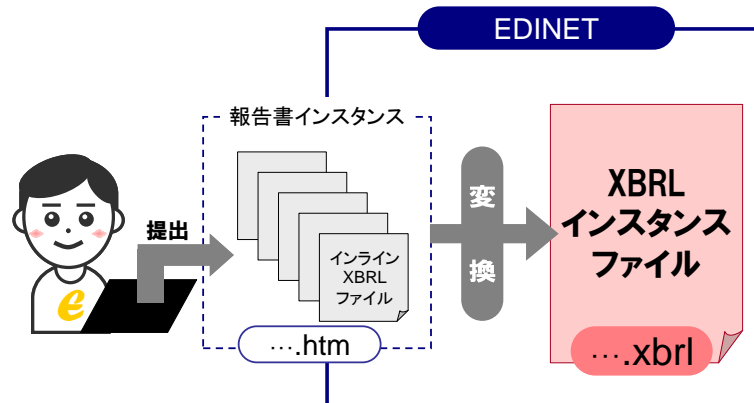 EDINET
報告書インスタンス
提出
e
インライン
XBRL
ファイル
….htm
変
換
XBRL
インスタンス
ファイル
….xbrl